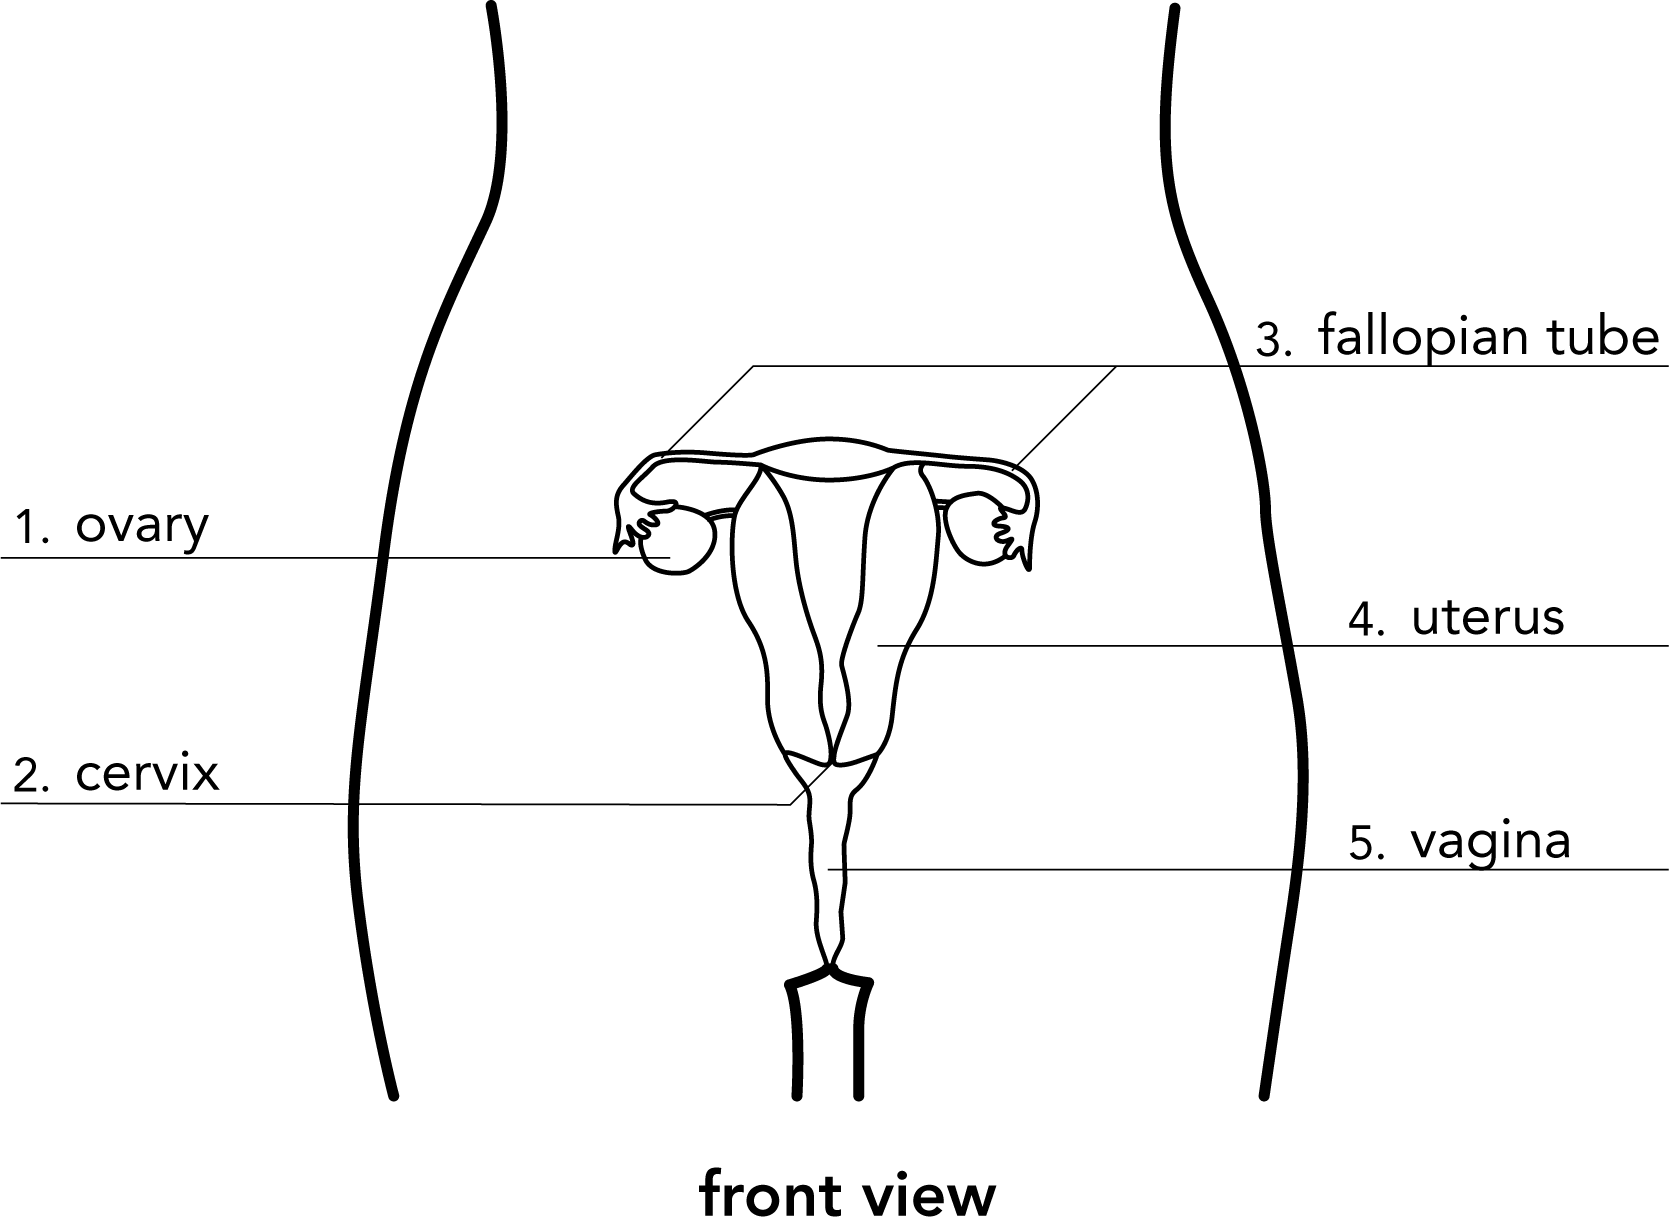 1. ovary
2. cervix
3. fallopian tube
4. uterus
5. vagina
front view